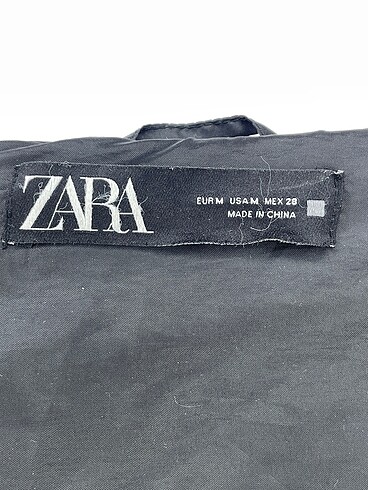 ZARA
EUR M USA M MEX 28
MADE IN CHINA